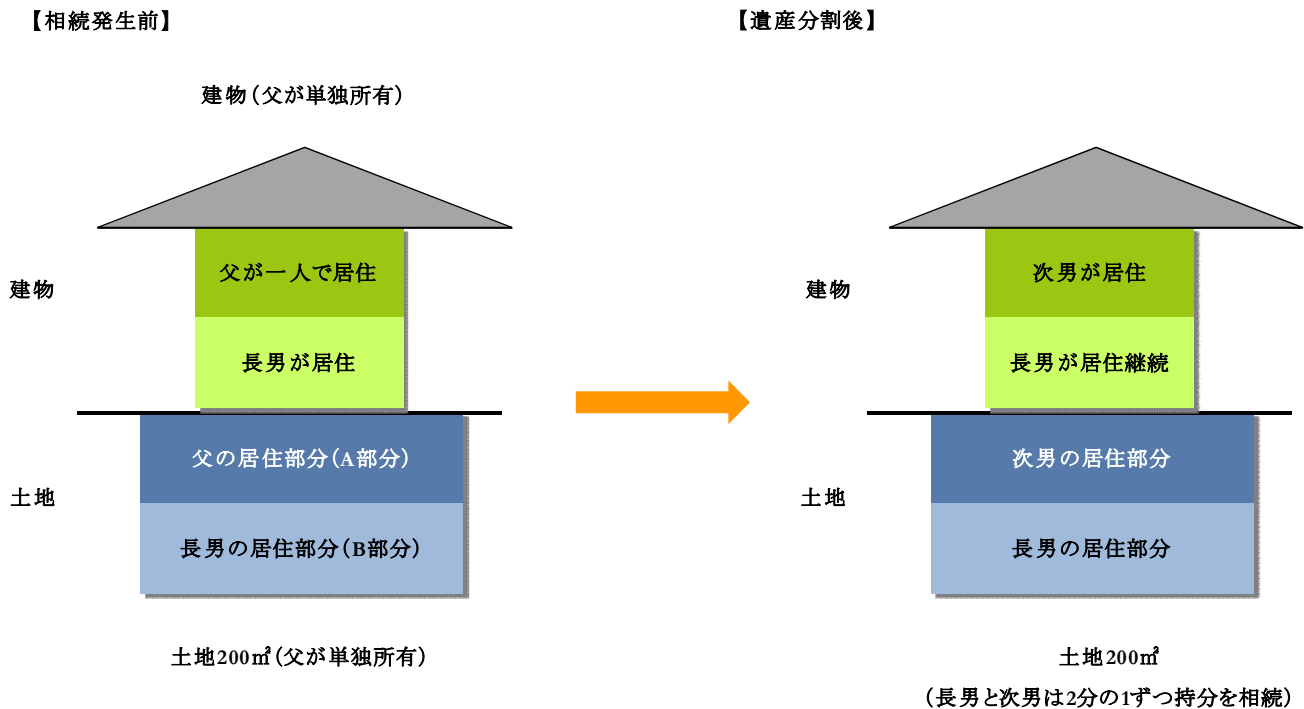 【相続発生前】
建物（父が単独所有）
建物
父が一人で居住
長男が居住
土地
父の居住部分（A部分）
長男の居住部分（B部分）
土地200㎡（父が単独所有）
【遺産分割後】
建物
次男が居住
長男が居住継続
土地
次男の居住部分
長男の居住部分
土地200㎡
（長男と次男は2分の1ずつ持分を相続）